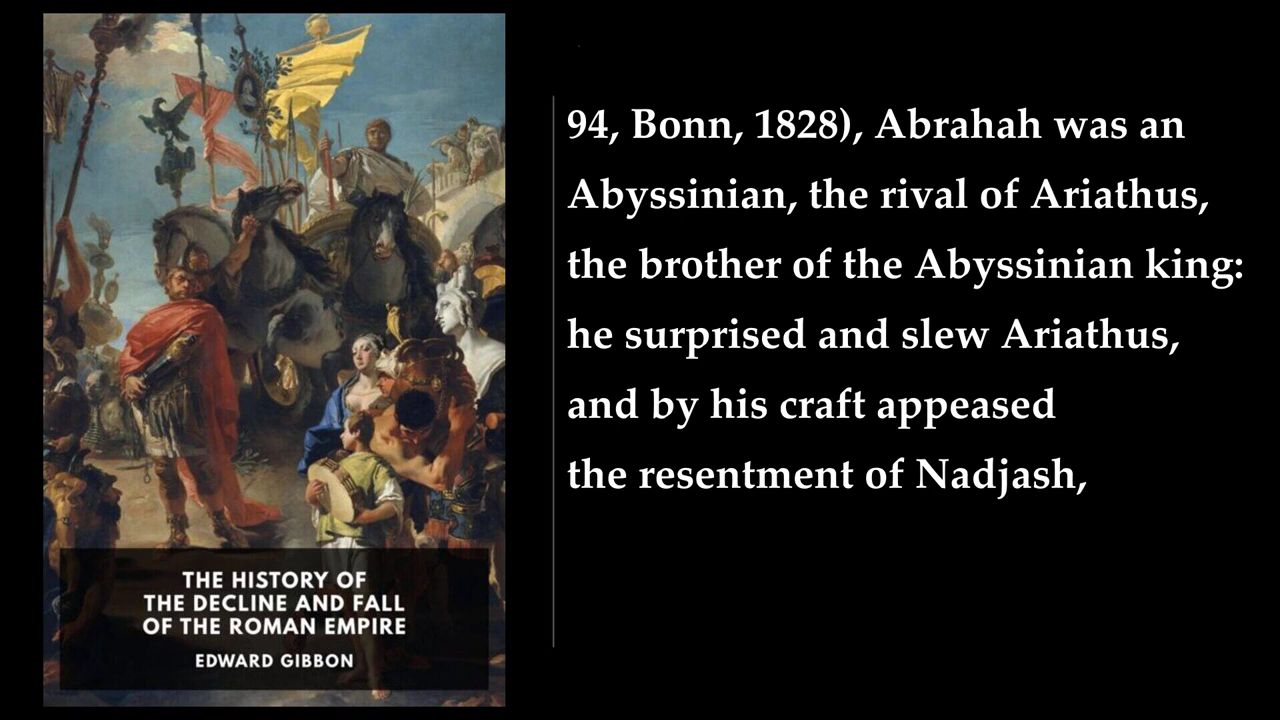 94, Bonn, 1828), Abrahah was an
Abyssinian, the rival of Ariathus,
the brother of the Abyssinian king:
he surprised and slew Ariathus,
and by his craft appeased
the resentment of Nadjash,
THE HISTORY OF
THE DECLINE AND FALL
OF THE ROMAN EMPIRE
EDWARD GIBBON